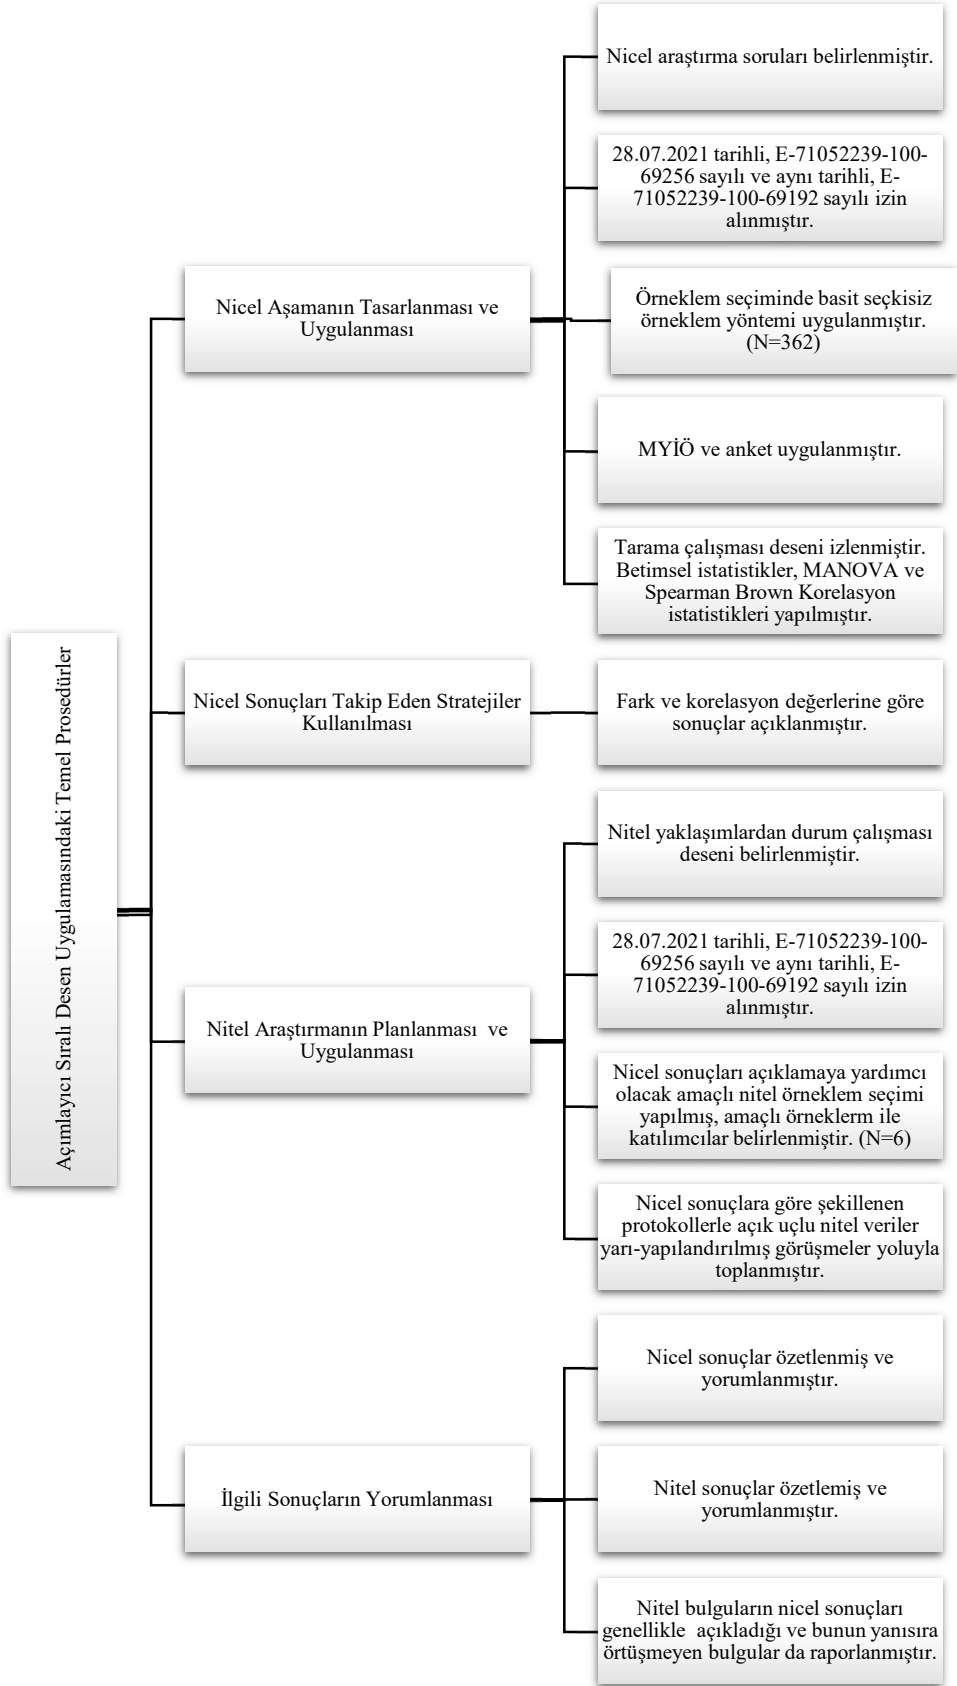 Açımlayıcı Sıralı Desen Uygulamasındaki Temel Prosedürler
Nicel Aşamanın Tasarlanması ve
Uygulanması
Nicel araştırma soruları belirlenmiştir.
28.07.2021 tarihli, E-71052239-100-
69256 sayılı ve aynı tarihli, E-
71052239-100-69192 sayılı izin
alınmıştır.
Örneklem seçiminde basit seçkisiz
örneklem yöntemi uygulanmıştır.
(N=362)
MYİÖ ve anket uygulanmıştır.
Tarama çalışması deseni izlenmiştir.
Betimsel istatistikler, MANOVA ve
Spearman Brown Korelasyon
istatistikleri yapılmıştır.
Nicel Sonuçları Takip Eden Stratejiler
Kullanılması
Fark ve korelasyon değerlerine göre
sonuçlar açıklanmıştır.
Nitel Araştırmanın Planlanması  ve
Uygulanması
Nitel yaklaşımlardan durum çalışması
deseni belirlenmiştir.
28.07.2021 tarihli, E-71052239-100-
69256 sayılı ve aynı tarihli, E-
71052239-100-69192 sayılı izin
alınmıştır.
Nicel sonuçları açıklamaya yardımcı
olacak amaçlı nitel örneklem seçimi
yapılmış, amaçlı örneklerm ile
katılımcılar belirlenmiştir. (N=6)
Nicel sonuçlara göre şekillenen
protokollerle açık uçlu nitel veriler
yarı-yapılandırılmış görüşmeler yoluyla
toplanmıştır.
İlgili Sonuçların Yorumlanması
Nicel sonuçlar özetlenmiş ve
yorumlanmıştır.
Nitel sonuçlar özetlemiş ve
yorumlanmıştır.
Nitel bulguların nicel sonuçları
genellikle  açıkladığı ve bunun yanısıra
örtüşmeyen bulgular da raporlanmıştır.